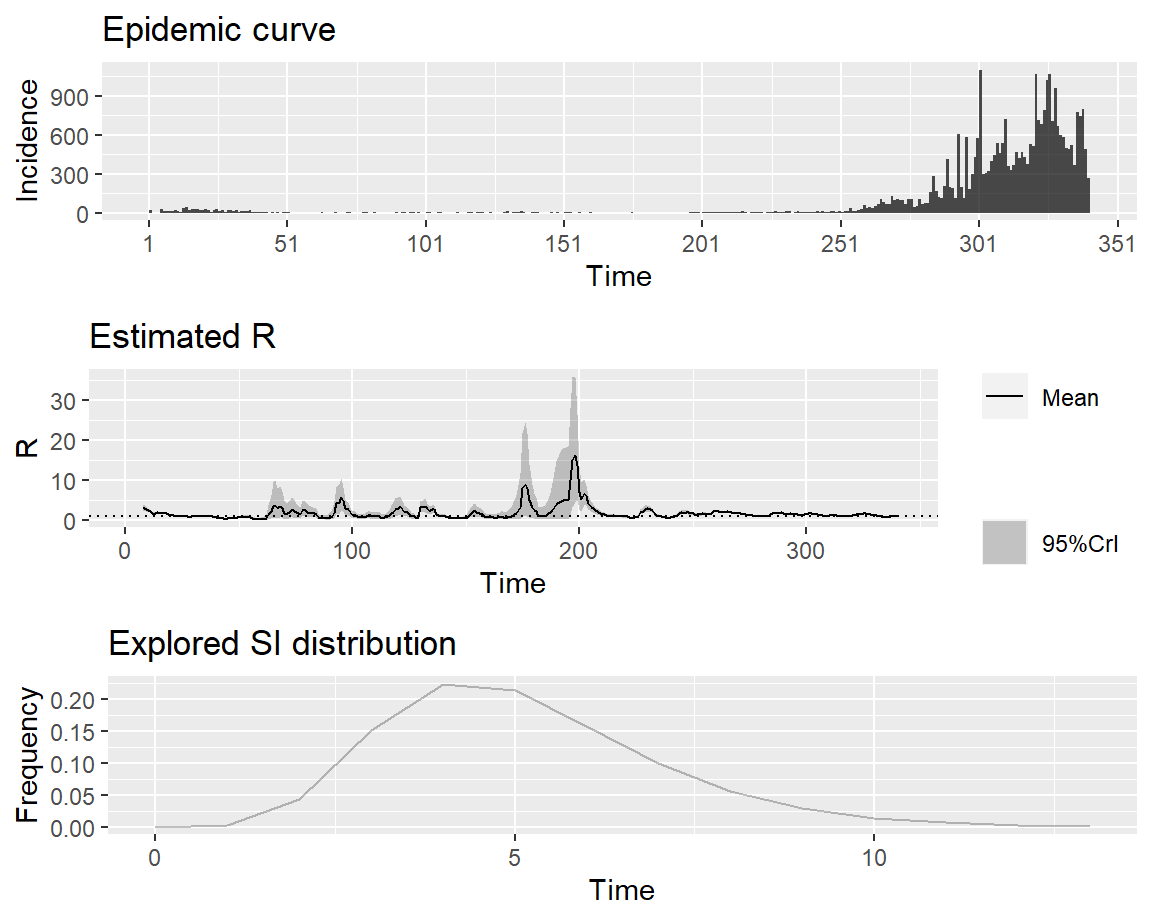 Epidemic curve
Incidence
900
600
300
0
1 51 101 151 201 251 301 351
Time
Estimated R
R
30
20
10
0
0 100 200 300
Time
Mean
95%CrI
Explored SI distribution
Frequency
0.20
0.15
0.10
0.05
0.00
0 5 10
Time